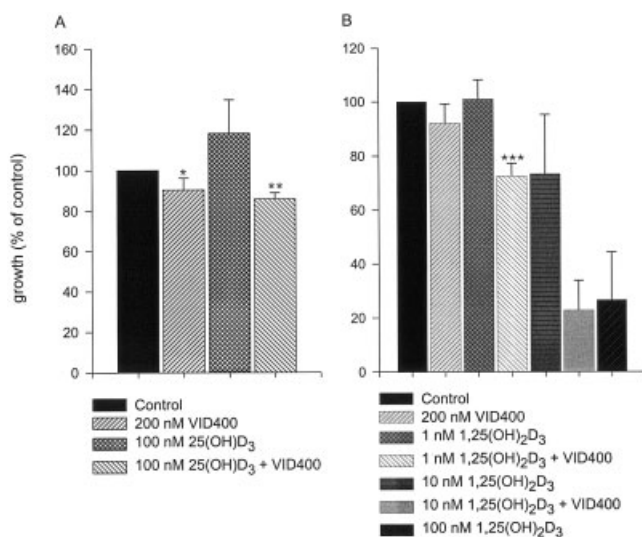 A
160
140
120
100
80
60
40
20
0
growth (% of control)
*
**
Control
200 nM VID400
100 nM 25(OH)D3
100 nM 25(OH)D3 + VID400
B
120
100
80
60
40
20
0
***
Control
200 nM VID400
1 nM 1,25(OH)2D3
1 nM 1,25(OH)2D3 + VID400
10 nM 1,25(OH)2D3
10 nM 1,25(OH)2D3 + VID400
100 nM 1,25(OH)2D3